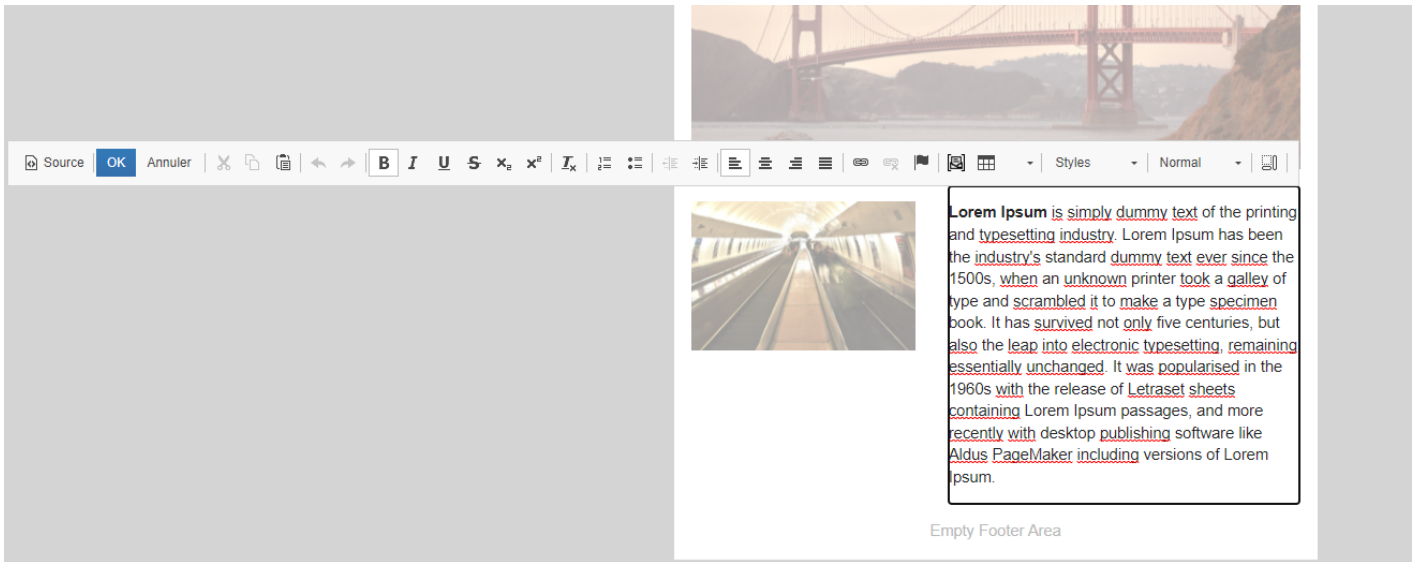 Source OK Annuler B I U S x₂ x² Tx Styles Normal
Lorem Ipsum is simply dummy text of the printing
and typesetting industry. Lorem Ipsum has been
the industry's standard dummy text ever since the
1500s, when an unknown printer took a galley of
type and scrambled it to make a type specimen
book. It has survived not only five centuries, but
also the leap into electronic typesetting, remaining
essentially unchanged. It was popularised in the
1960s with the release of Letraset sheets
containing Lorem Ipsum passages, and more
recently with desktop publishing software like
Aldus PageMaker including versions of Lorem
Ipsum.
Empty Footer Area